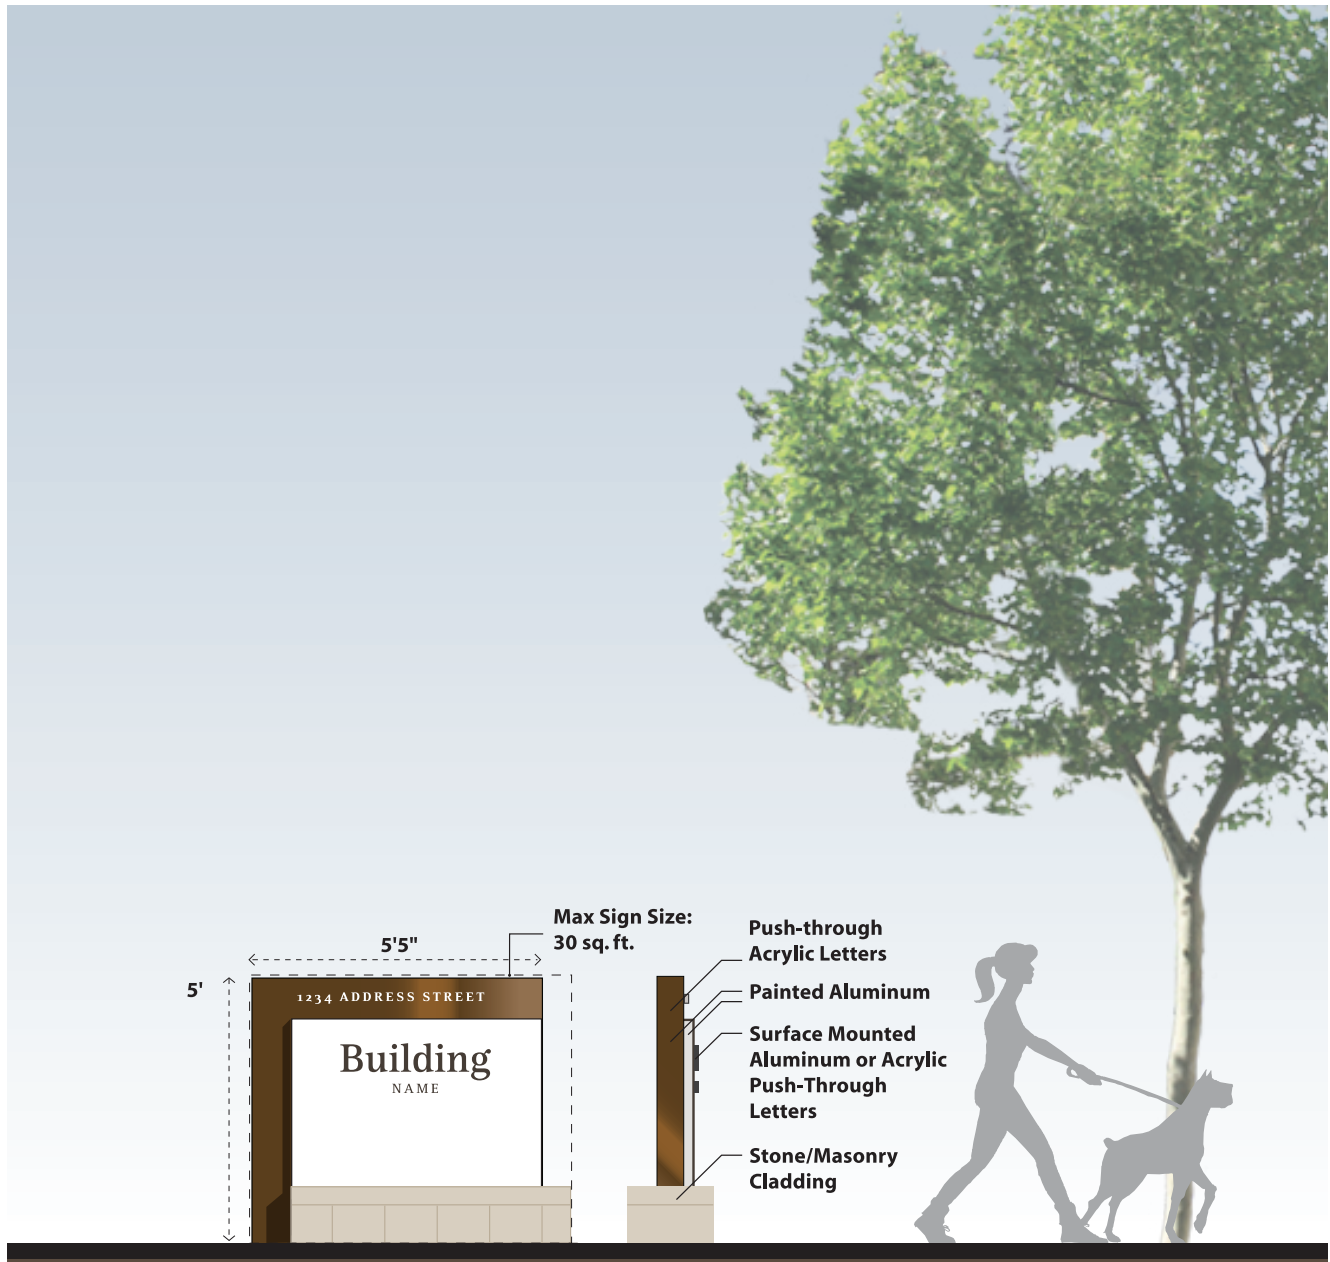 Max Sign Size:
30 sq. ft.
5'5"
5'
1234 ADDRESS STREET
Building
NAME
Push-through
Acrylic Letters
Painted Aluminum
Surface Mounted
Aluminum or Acrylic
Push-Through
Letters
Stone/Masonry
Cladding